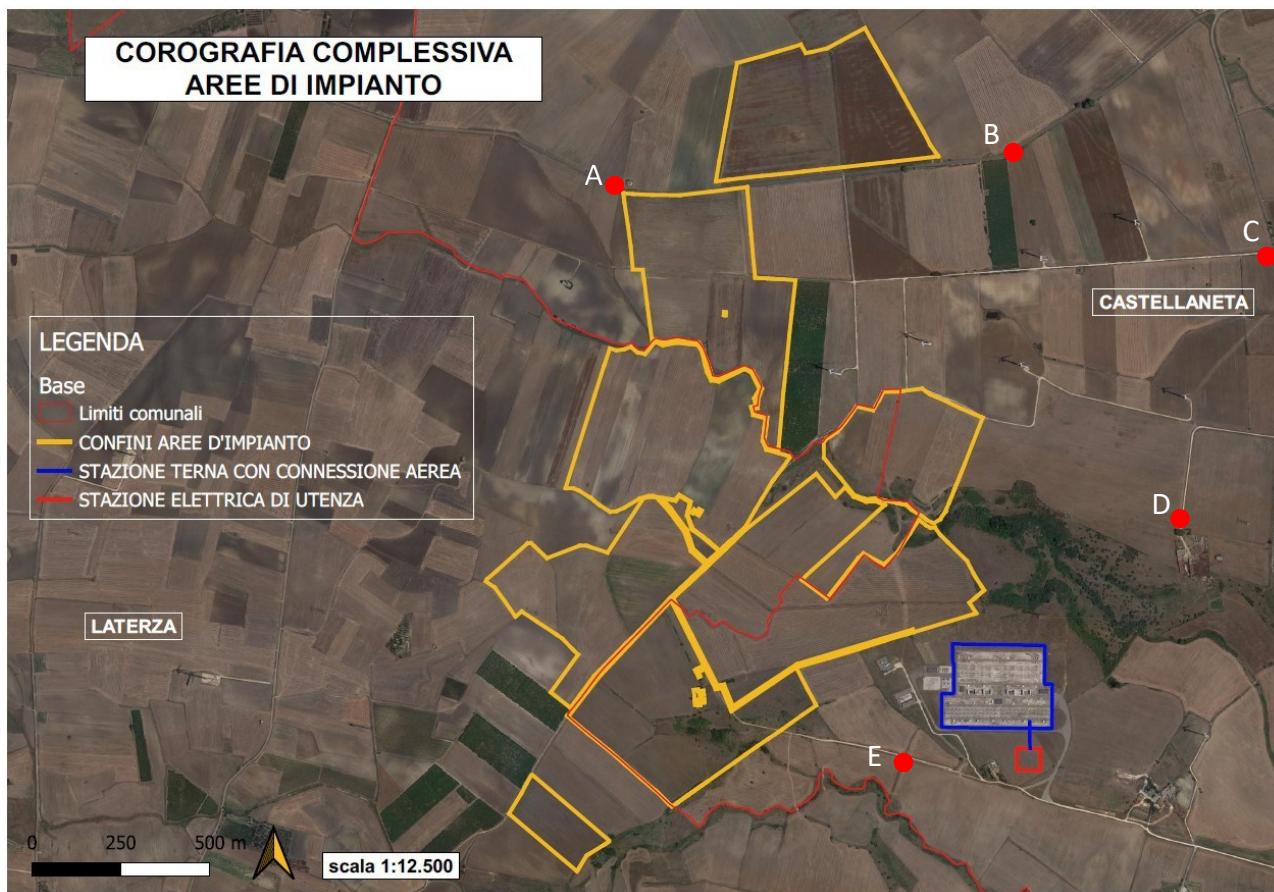 COROGRAFIA COMPLESSIVA
AREE DI IMPIANTO
A
B
C
CASTELLANETA
LEGENDA
Base
Limiti comunali
CONFINI AREE D'IMPIANTO
STAZIONE TERNA CON CONNESSIONE AEREA
STAZIONE ELETTRICA DI UTENZA
D
LATERZA
E
0 250 500 m
scala 1:12.500